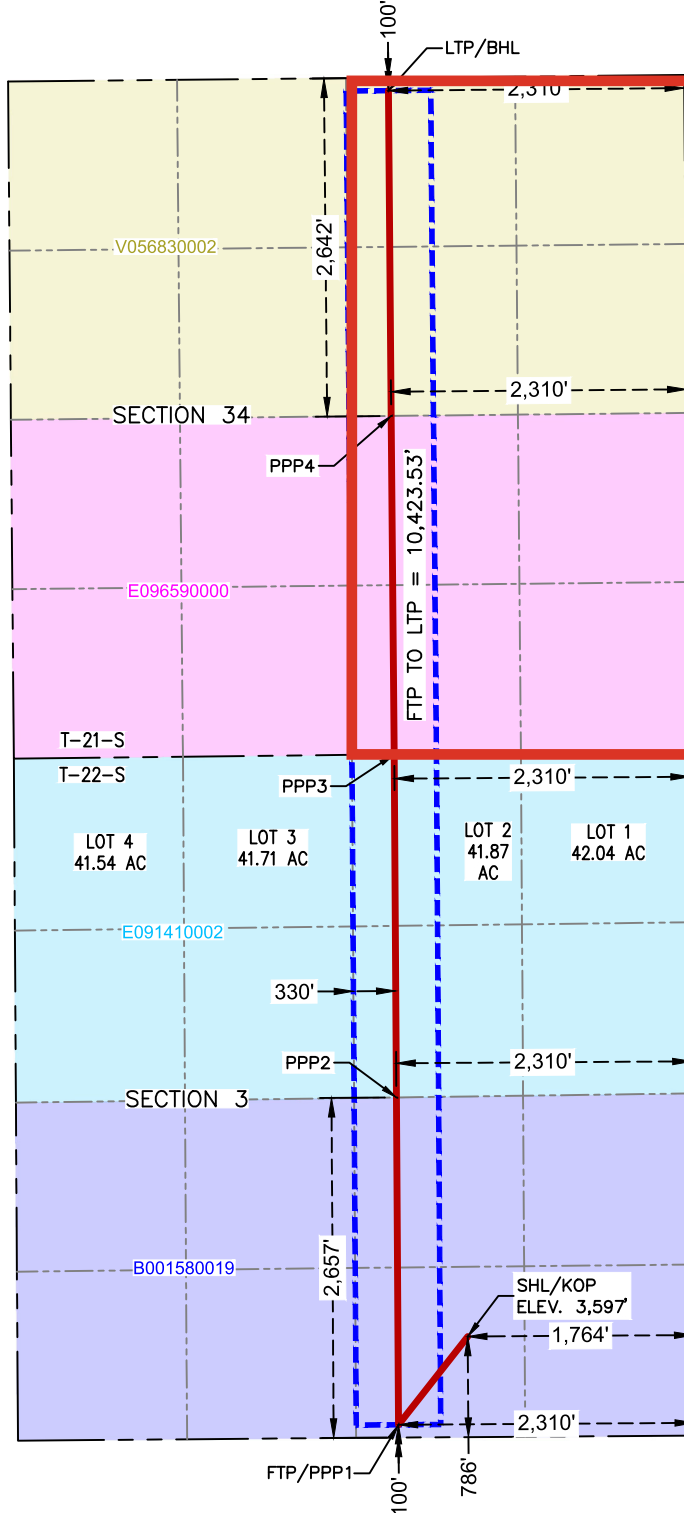 100'
LTP/BHL
2,310'
V056830002
2,642'
2,310'
SECTION 34
PPP4
FTP TO LTP = 10,423.53'
E096590000
T-21-S
T-22-S
PPP3
2,310'
LOT 4
41.54 AC
LOT 3
41.71 AC
LOT 2
41.87
AC
LOT 1
42.04 AC
E091410002
330'
PPP2
2,310'
SECTION 3
2,657'
B001580019
SHL/KOP
ELEV. 3,597'
1,764'
2,310'
FTP/PPP1
100'
786'